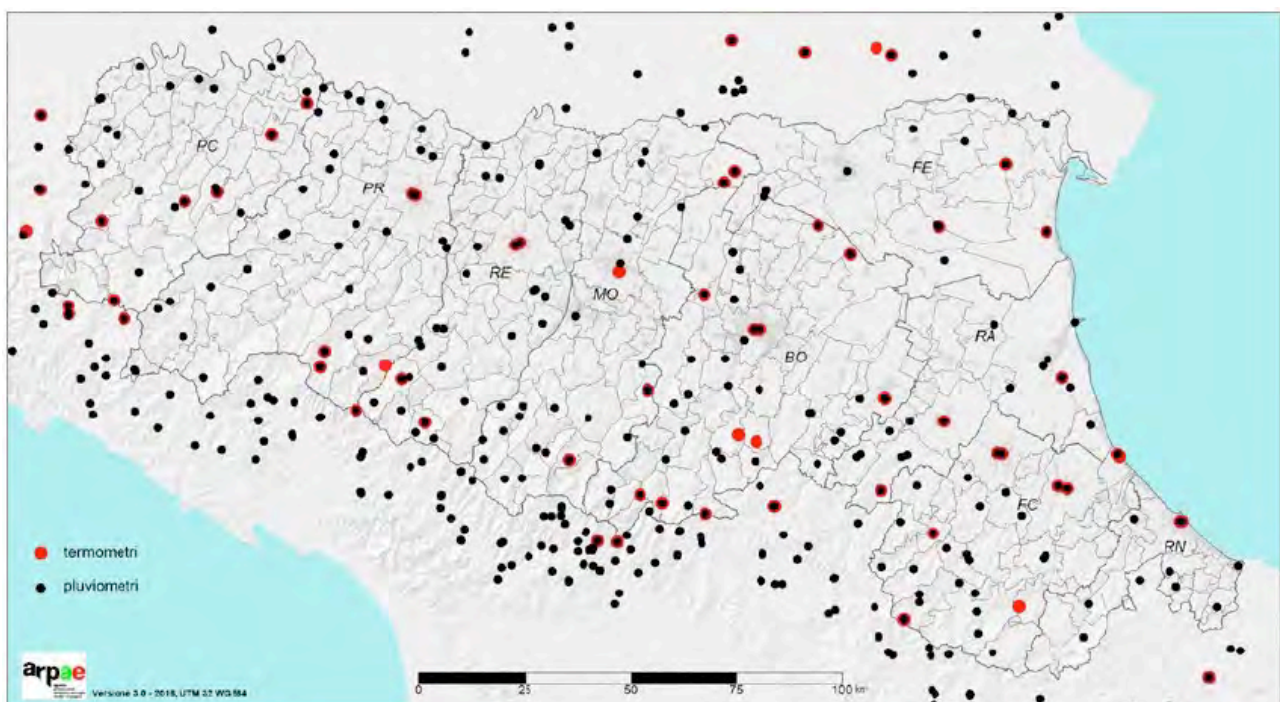 PC
PR
RE
MO
BO
FE
RA
FC
RN
termometri
pluviometri
arpae
Versione 3.0 - 2018, UTM 32 WGS84
0 25 50 75 100 km